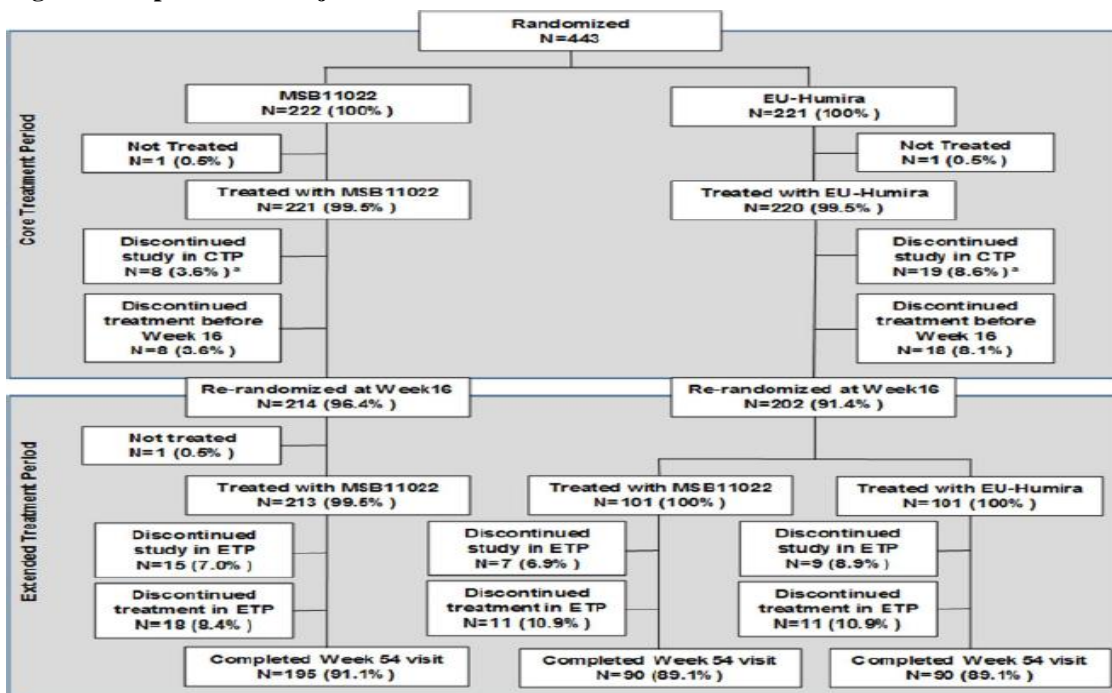 Randomized
N=443
MSB11022
N=222 (100%)
EU-Humira
N=221 (100%)
Not Treated
N=1 (0.5% )
Not Treated
N=1 (0.5% )
Treated with MSB11022
N=221 (99.5%)
Treated with EU-Humira
N=220 (99.5%)
Core Treatment Period
Discontinued
study in CTP
N=8 (3.6% )ᵃ
Discontinued
study in CTP
N=19 (8.6% )ᵃ
Discontinued
treatment before
Week 16
N=8 (3.6%)
Discontinued
treatment before
Week 16
N=18 (8.1%)
Re-randomized at Week16
N=214 (96.4% )
Re-randomized at Week16
N=202 (91.4% )
Extended Treatment Period
Not treated
N=1 (0.5% )
Treated with MSB11022
N=213 (99.5%)
Treated with MSB11022
N=101 (100%)
Treated with EU-Humira
N=101 (100%)
Discontinued
study in ETP
N=15 (7.0% )
Discontinued
study in ETP
N=7 (6.9% )
Discontinued
study in ETP
N=9 (8.9% )
Discontinued
treatment in ETP
N=18 (8.4% )
Discontinued
treatment in ETP
N=11 (10.9% )
Discontinued
treatment in ETP
N=11 (10.9% )
Completed Week 54 visit
N=195 (91.1% )
Completed Week 54 visit
N=90 (89.1% )
Completed Week 54 visit
N=90 (89.1% )